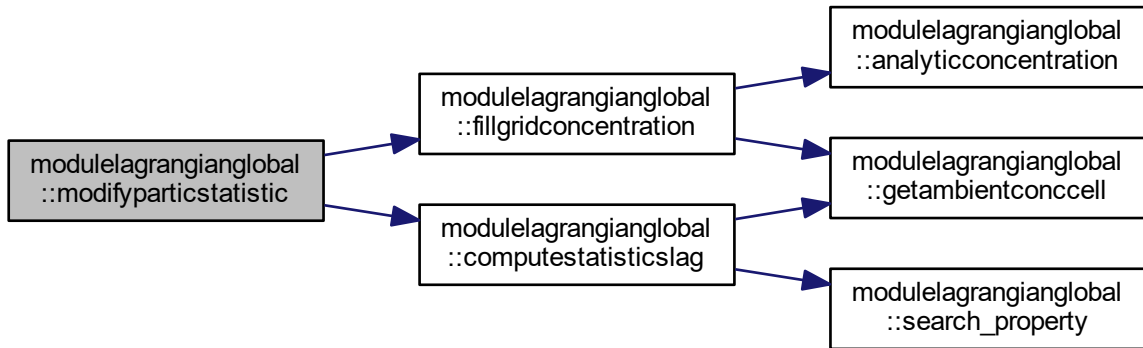 modulelagrangianglobal
::modifyparticstatistic
modulelagrangianglobal
::fillgridconcentration
modulelagrangianglobal
::computestatisticslag
modulelagrangianglobal
::analyticconcentration
modulelagrangianglobal
::getambientconccell
modulelagrangianglobal
::search_property